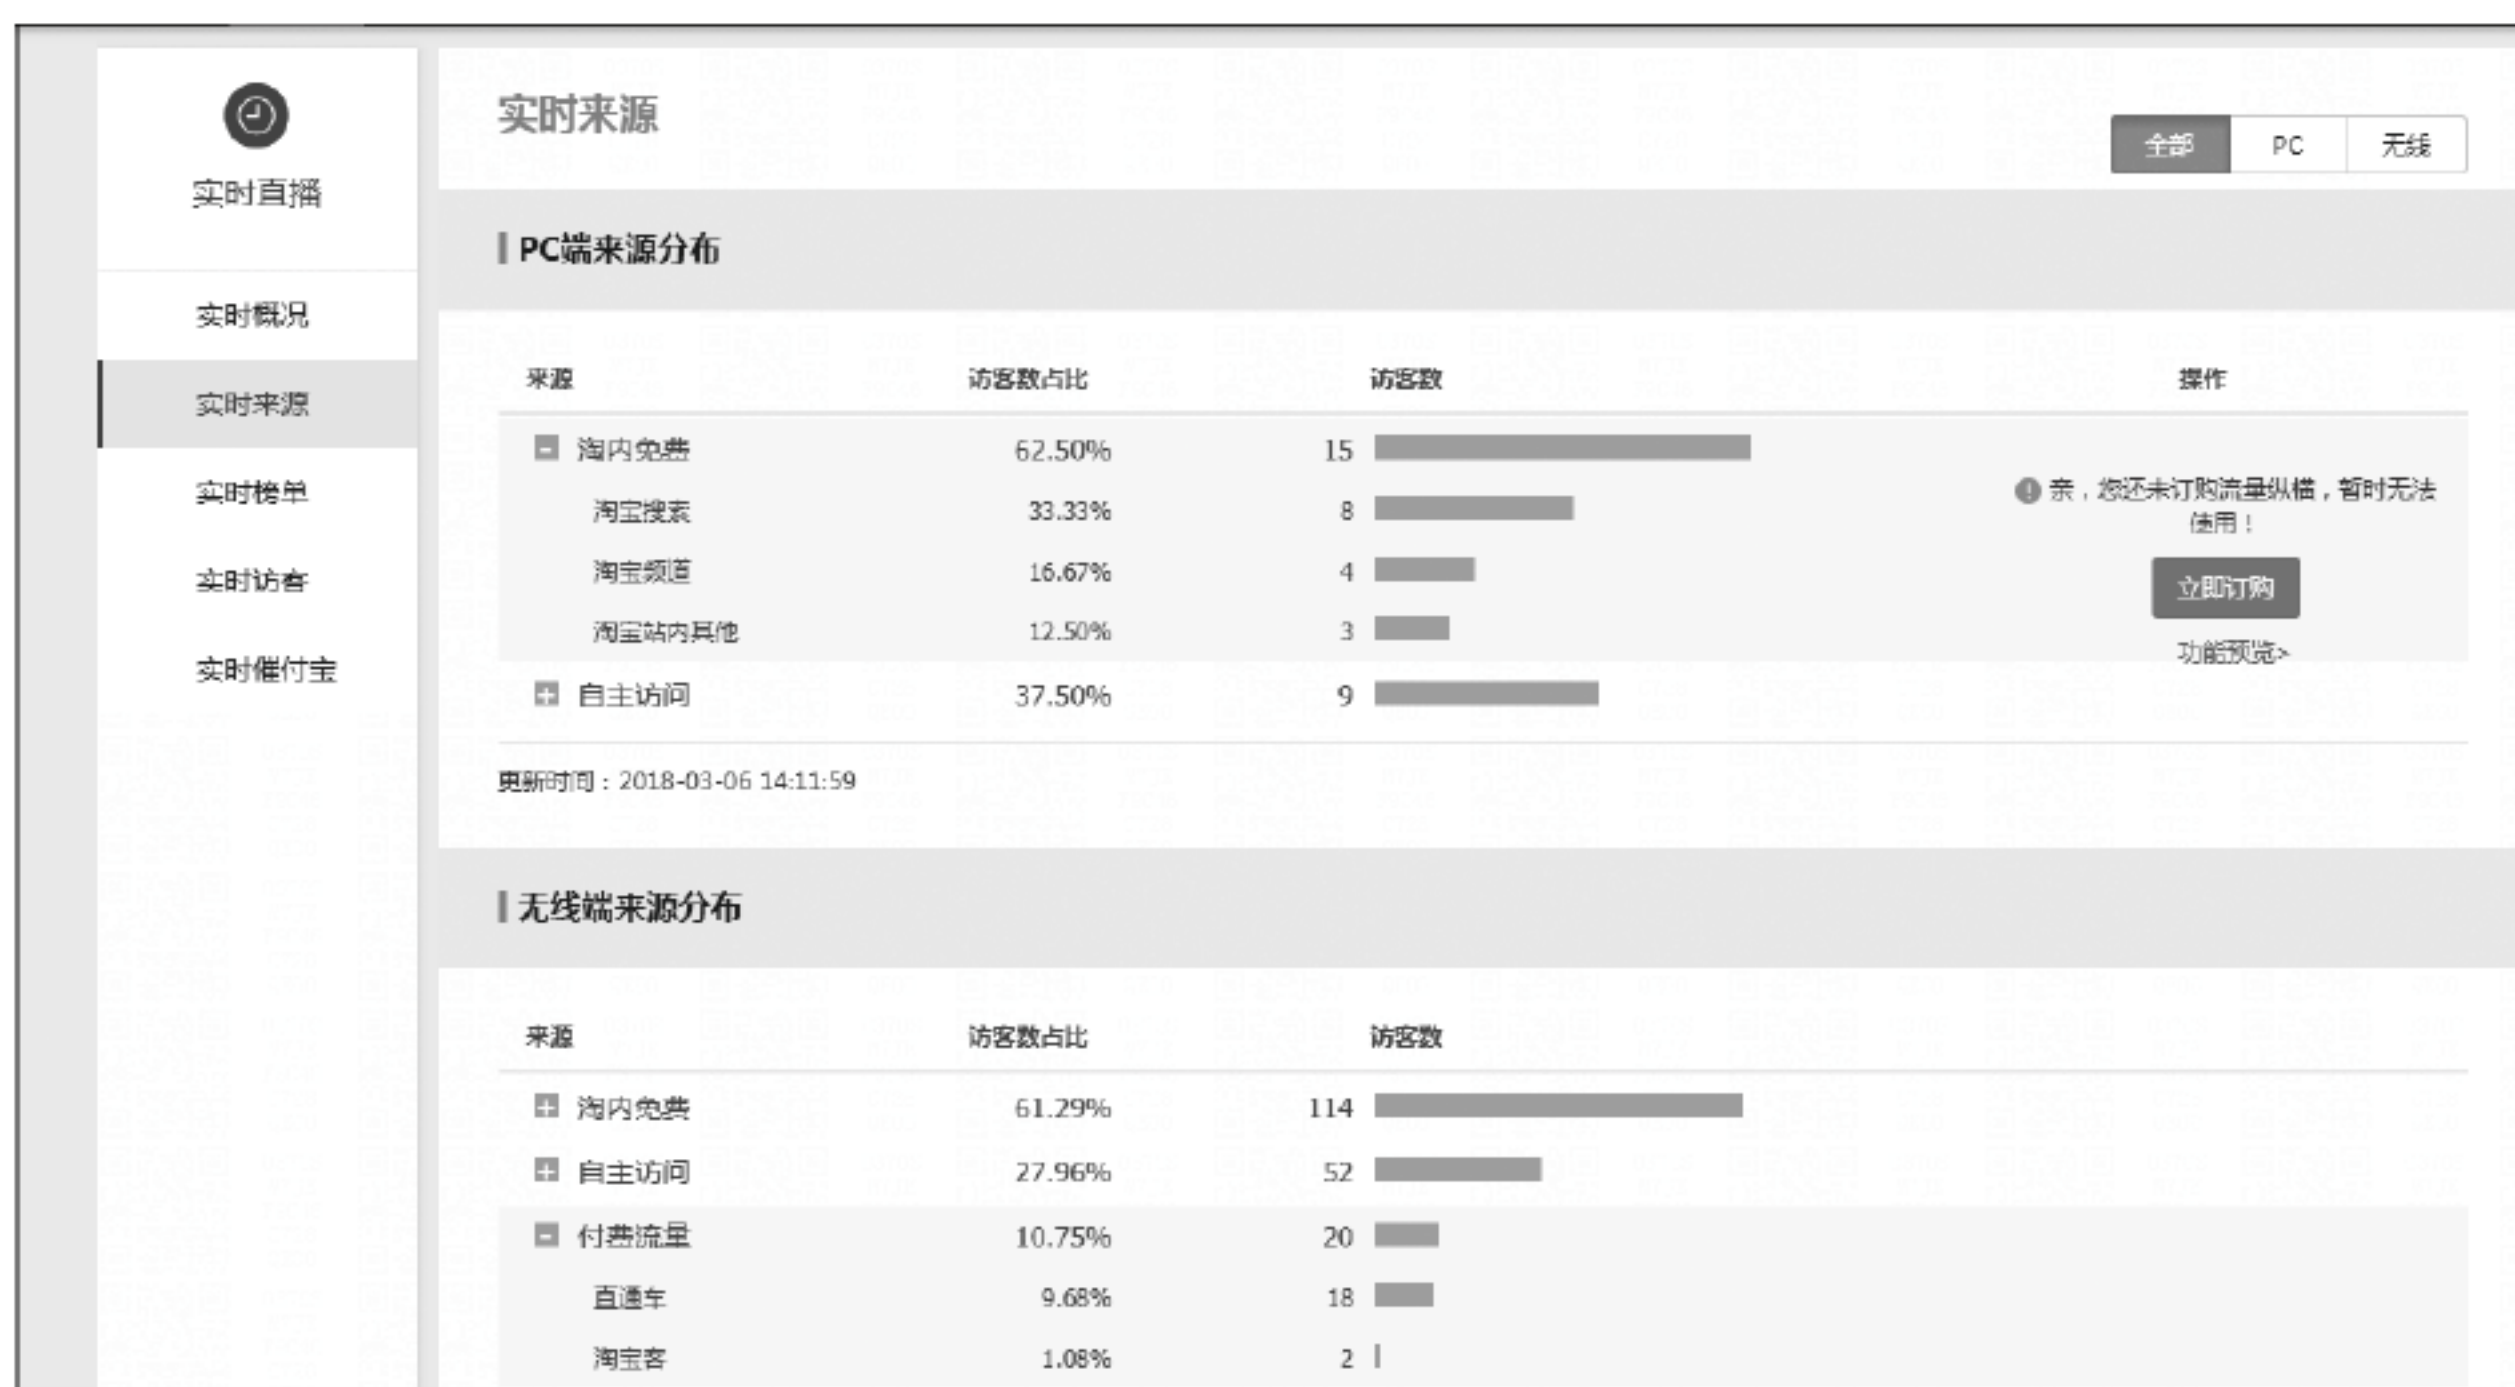 实时直播
实时概况
实时来源
实时榜单
实时访客
实时催付宝
实时来源
全部 PC 无线
PC端来源分布
来源 访客数占比 访客数 操作
淘内免费 62.50% 15
淘宝搜索 33.33% 8
淘宝频道 16.67% 4
淘宝站内其他 12.50% 3
亲，您还未订购流量纵横，暂时无法
使用！
立即订购
功能预览>
自主访问 37.50% 9
更新时间：2018-03-06 14:11:59
无线端来源分布
来源 访客数占比 访客数
淘内免费 61.29% 114
自主访问 27.96% 52
付费流量 10.75% 20
直通车 9.68% 18
淘宝客 1.08% 2